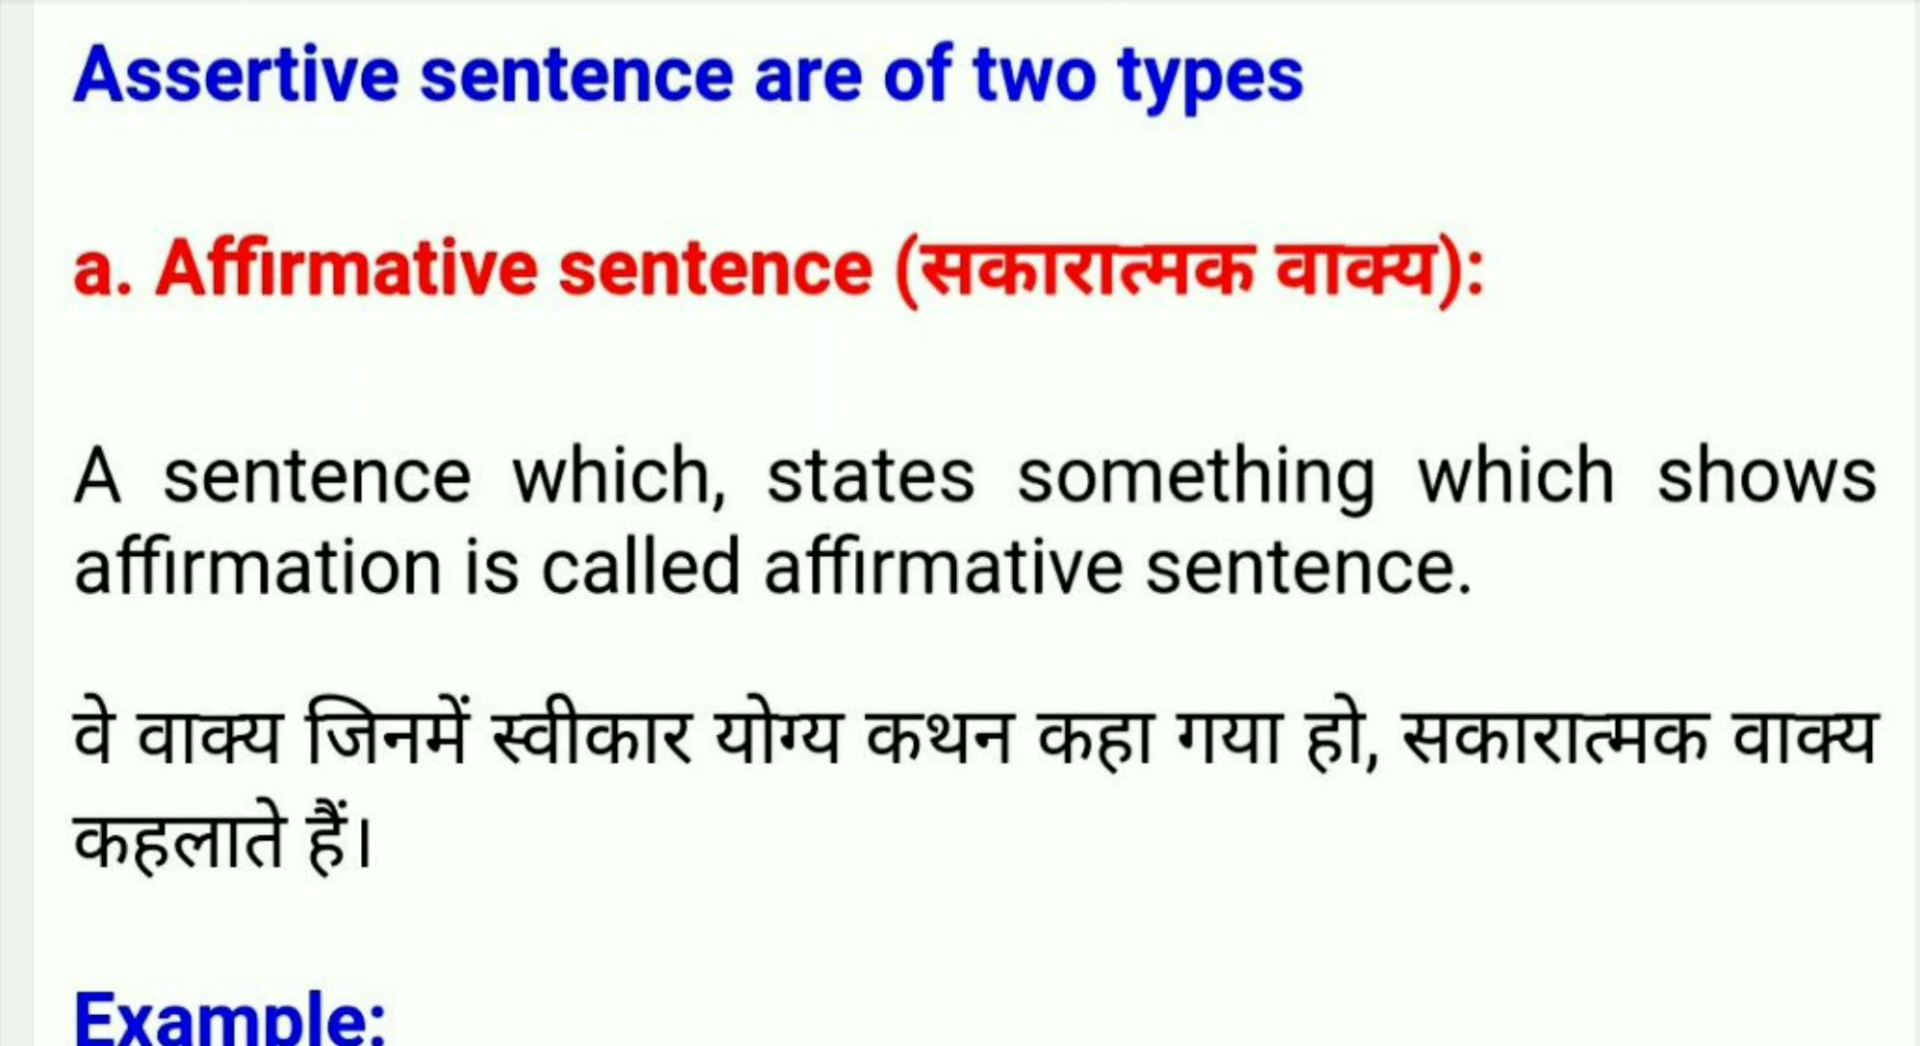 Assertive sentence are of two types
a. Affirmative sentence (सकारात्मक वाक्य):
A sentence which, states something which shows
affirmation is called affirmative sentence.
वे वाक्य जिनमें स्वीकार योग्य कथन कहा गया हो, सकारात्मक वाक्य
कहलाते हैं।
Example: